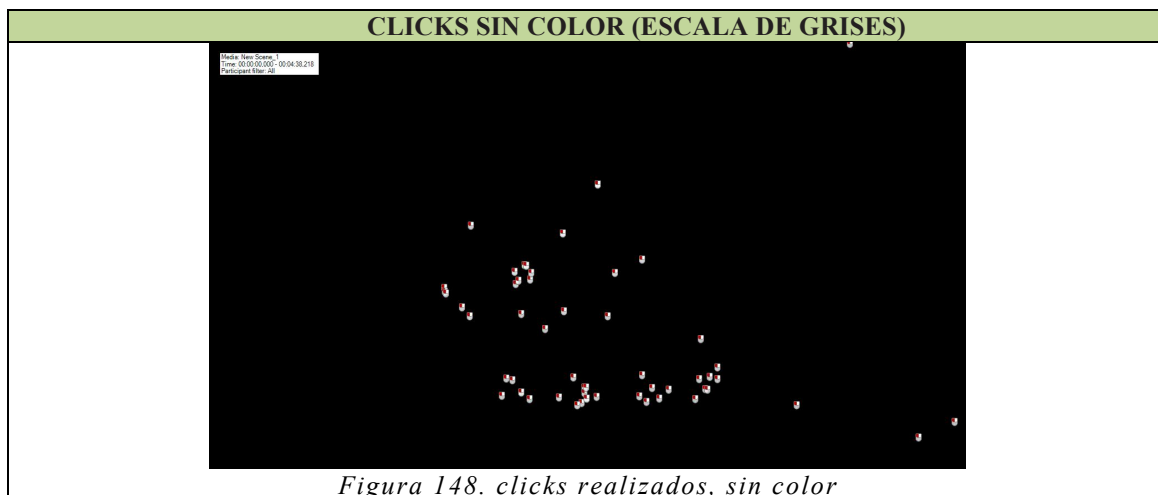 CLICKS SIN COLOR (ESCALA DE GRISES)
Media: New Scene_1
Time: 00:00:00,000 - 00:04:38,218
Participant filter: All
Figura 148. clicks realizados, sin color